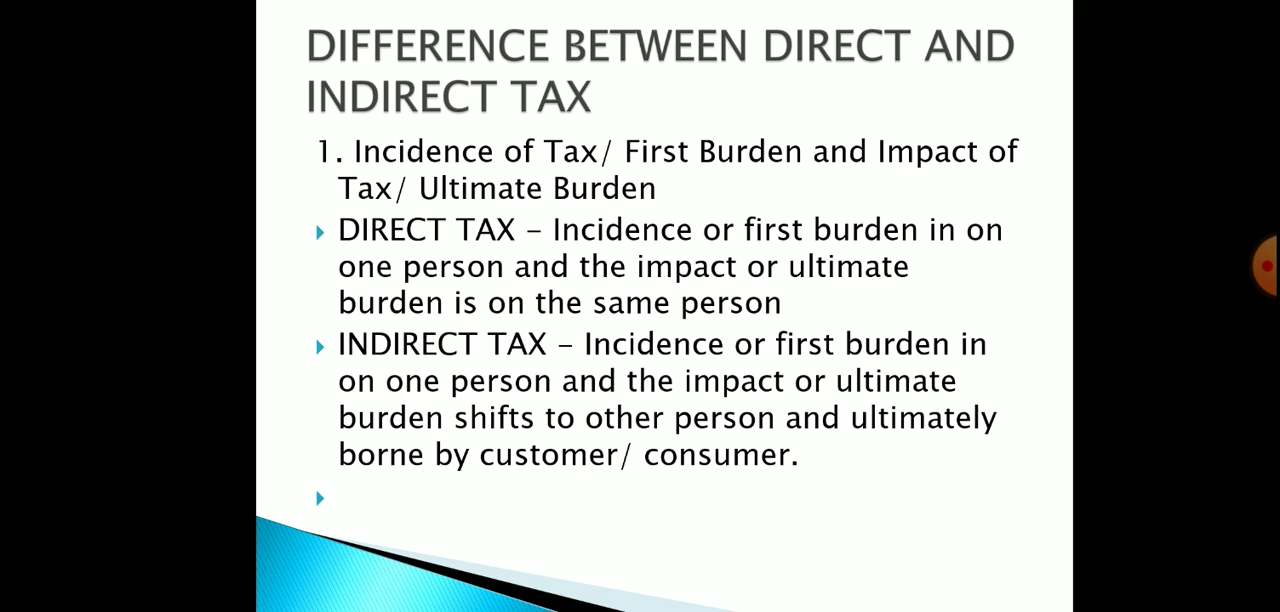 DIFFERENCE BETWEEN DIRECT AND
INDIRECT TAX
1. Incidence of Tax/ First Burden and Impact of
Tax/ Ultimate Burden
DIRECT TAX – Incidence or first burden in on
one person and the impact or ultimate
burden is on the same person
INDIRECT TAX – Incidence or first burden in
on one person and the impact or ultimate
burden shifts to other person and ultimately
borne by customer/ consumer.